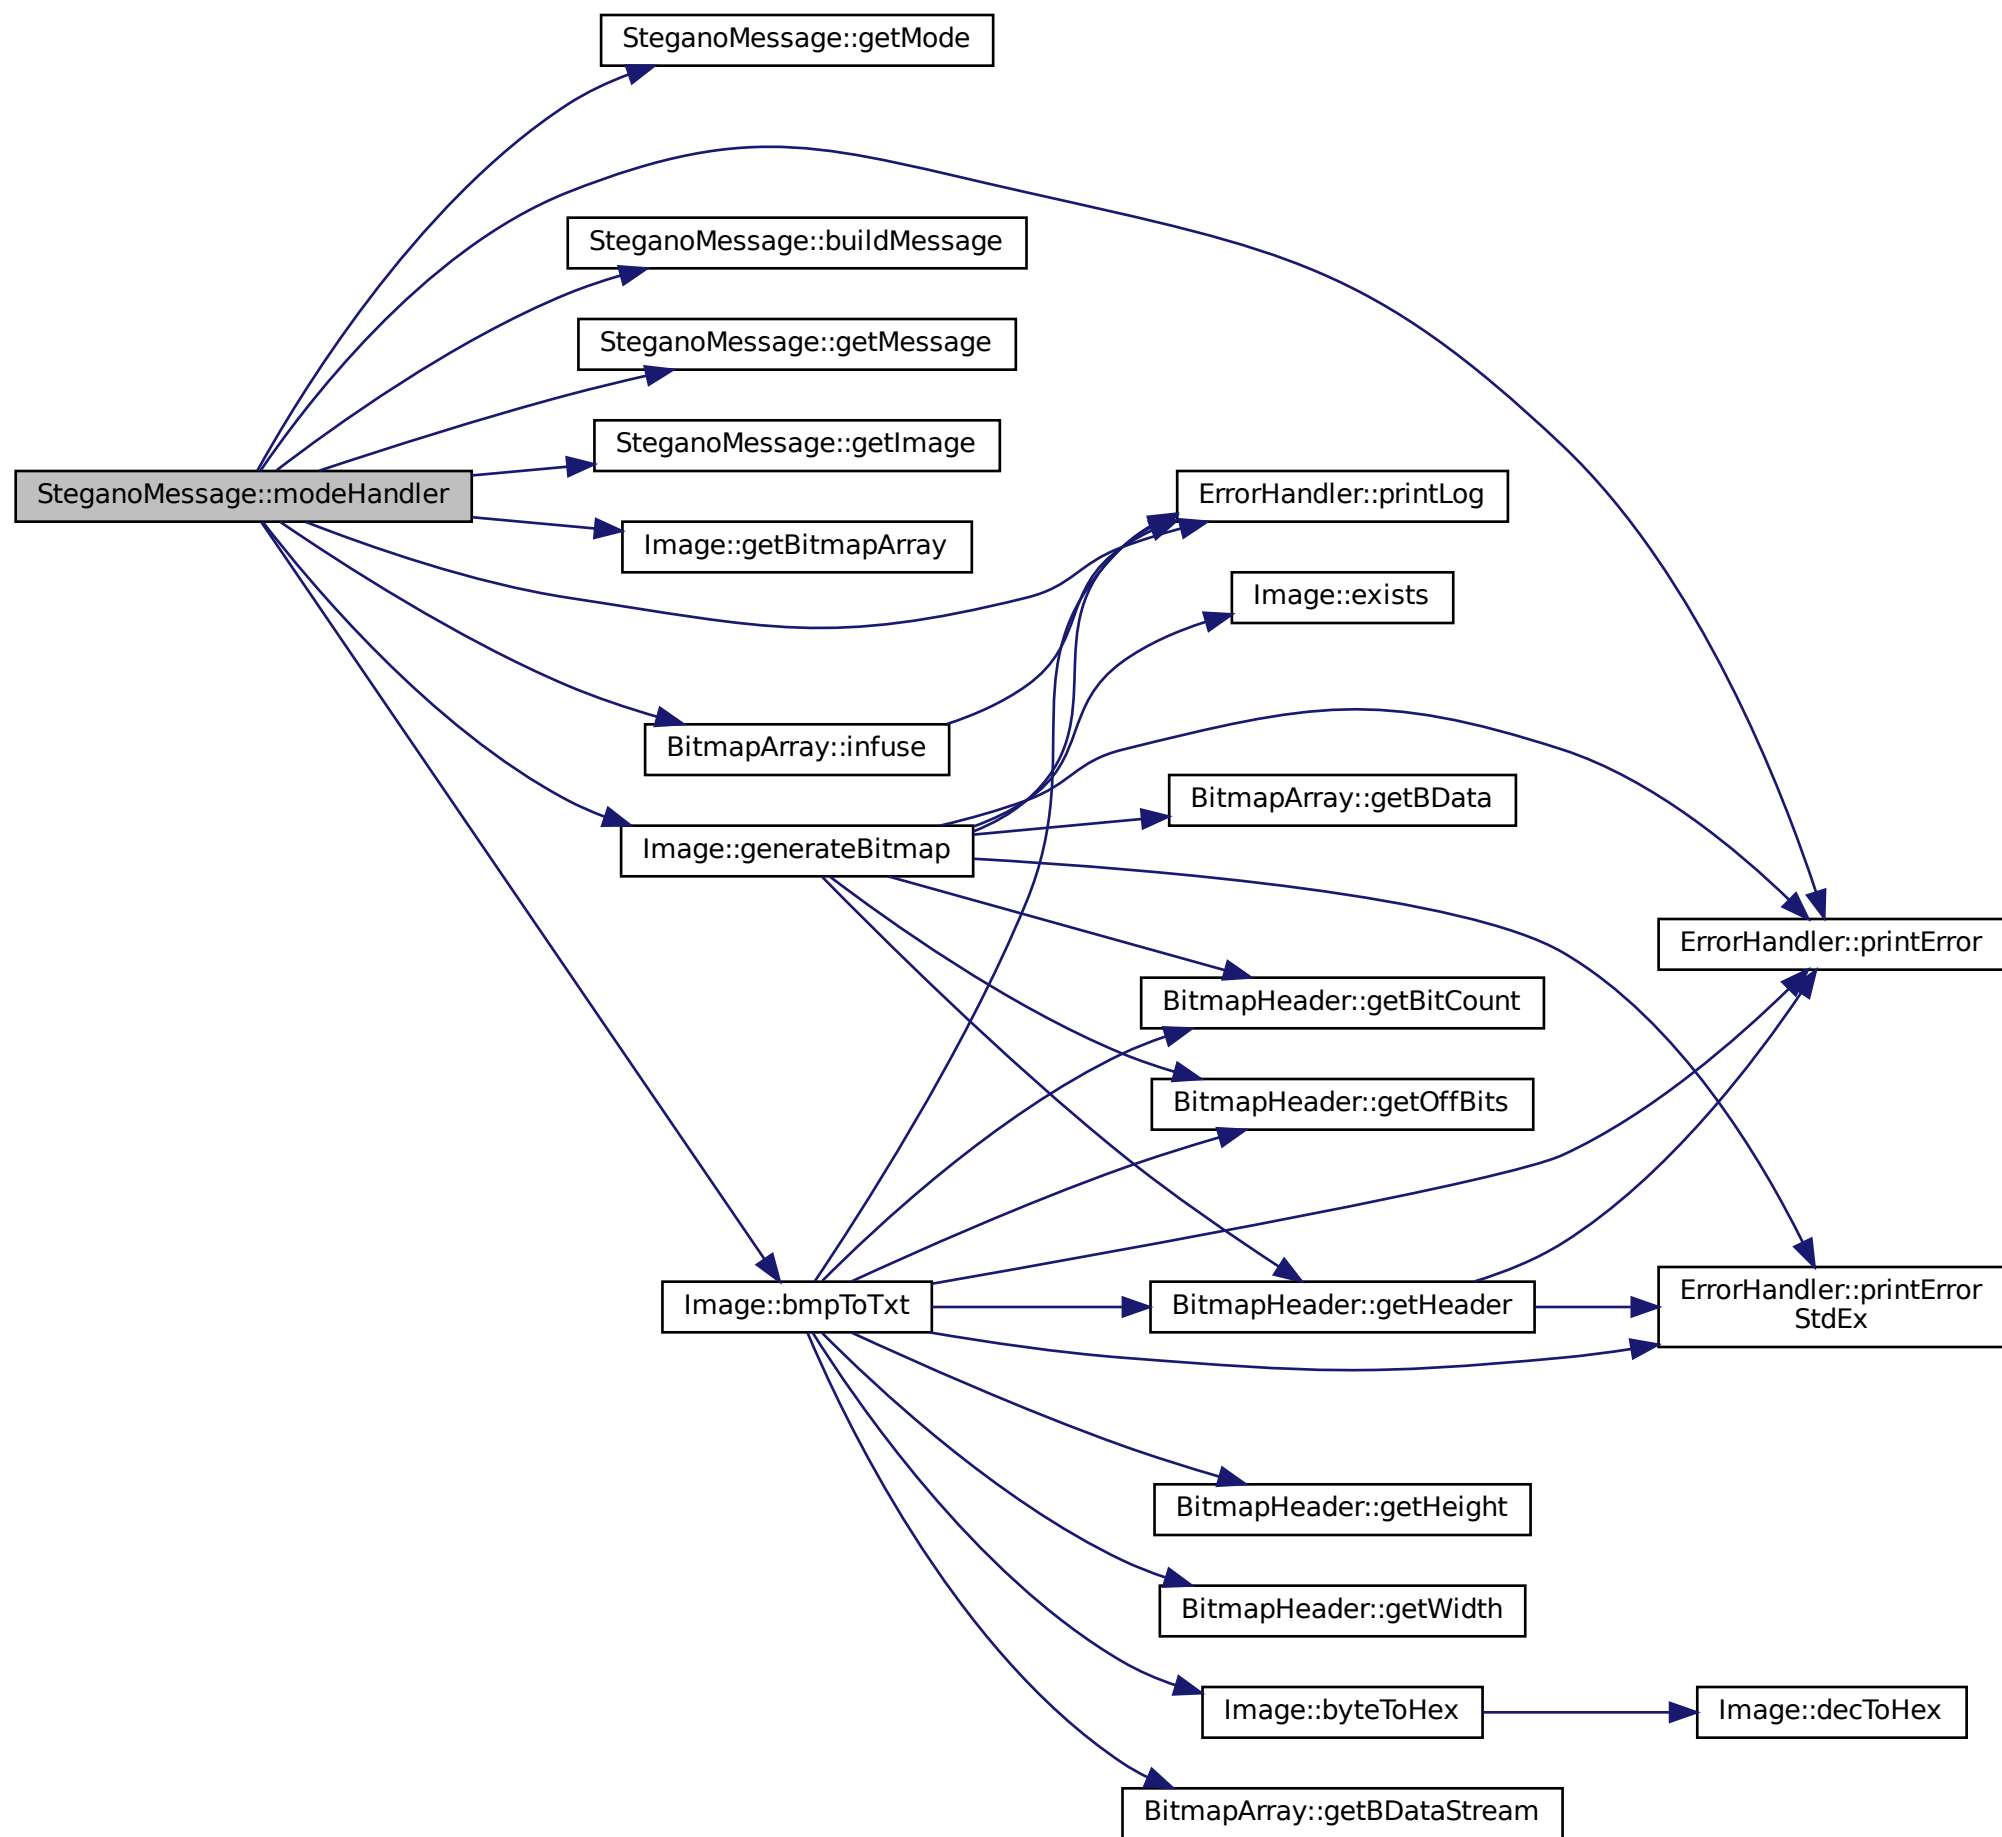 SteganoMessage::getMode
SteganoMessage::buildMessage
SteganoMessage::getMessage
SteganoMessage::getImage
SteganoMessage::modeHandler
ErrorHandler::printLog
Image::getBitmapArray
Image::exists
BitmapArray::infuse
BitmapArray::getBData
Image::generateBitmap
ErrorHandler::printError
BitmapHeader::getBitCount
BitmapHeader::getOffBits
Image::bmpToTxt
BitmapHeader::getHeader
ErrorHandler::printError
StdEx
BitmapHeader::getHeight
BitmapHeader::getWidth
Image::byteToHex
Image::decToHex
BitmapArray::getBDataStream